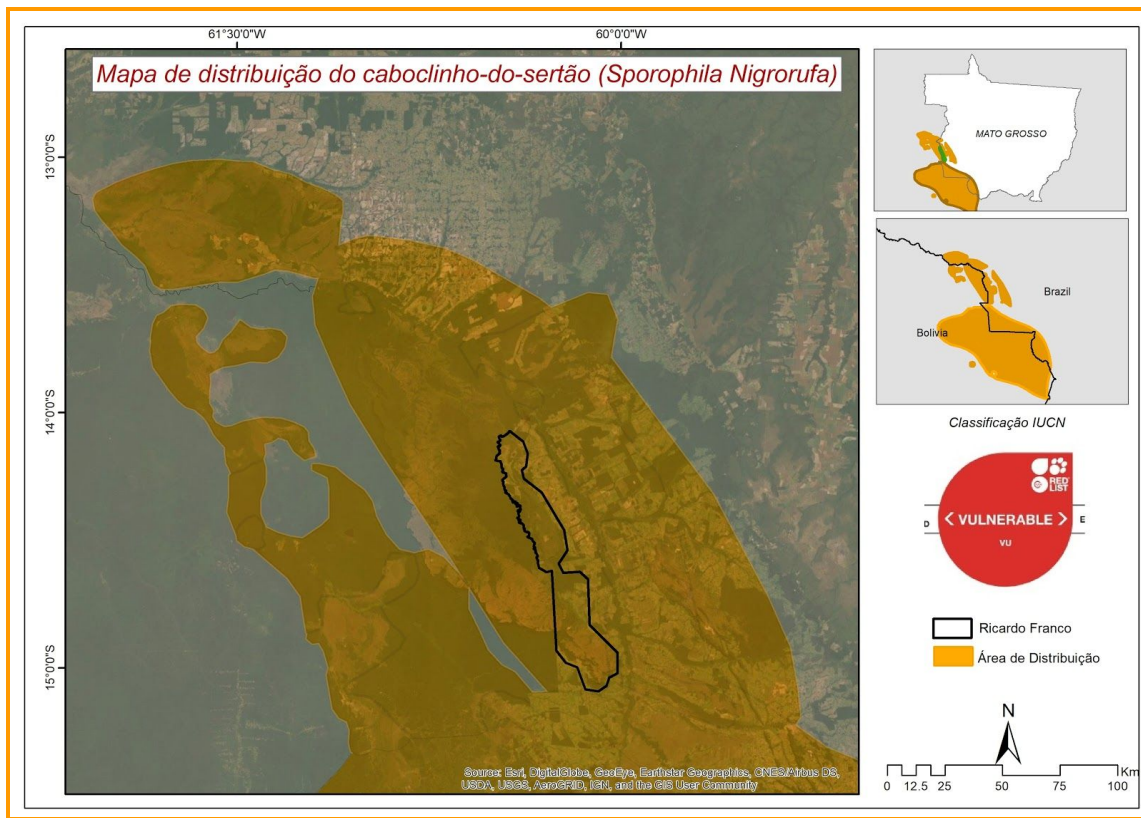 61°30'0"W
60°0'0"W
Mapa de distribuição do caboclinho-do-sertão (Sporophila Nigrorufa)
13°0'0"S
14°0'0"S
15°0'0"S
Source: Esri, DigitalGlobe, GeoEye, Earthstar Geographics, CNES/Airbus DS,
USDA, USGS, AeroGRID, IGN, and the GIS User Community
MATO GROSSO
Brazil
Bolivia
Classificação IUCN
RED
LIST
D
< VULNERABLE >
E
VU
Ricardo Franco
Área de Distribuição
N
Km
0 12.5 25 50 75 100